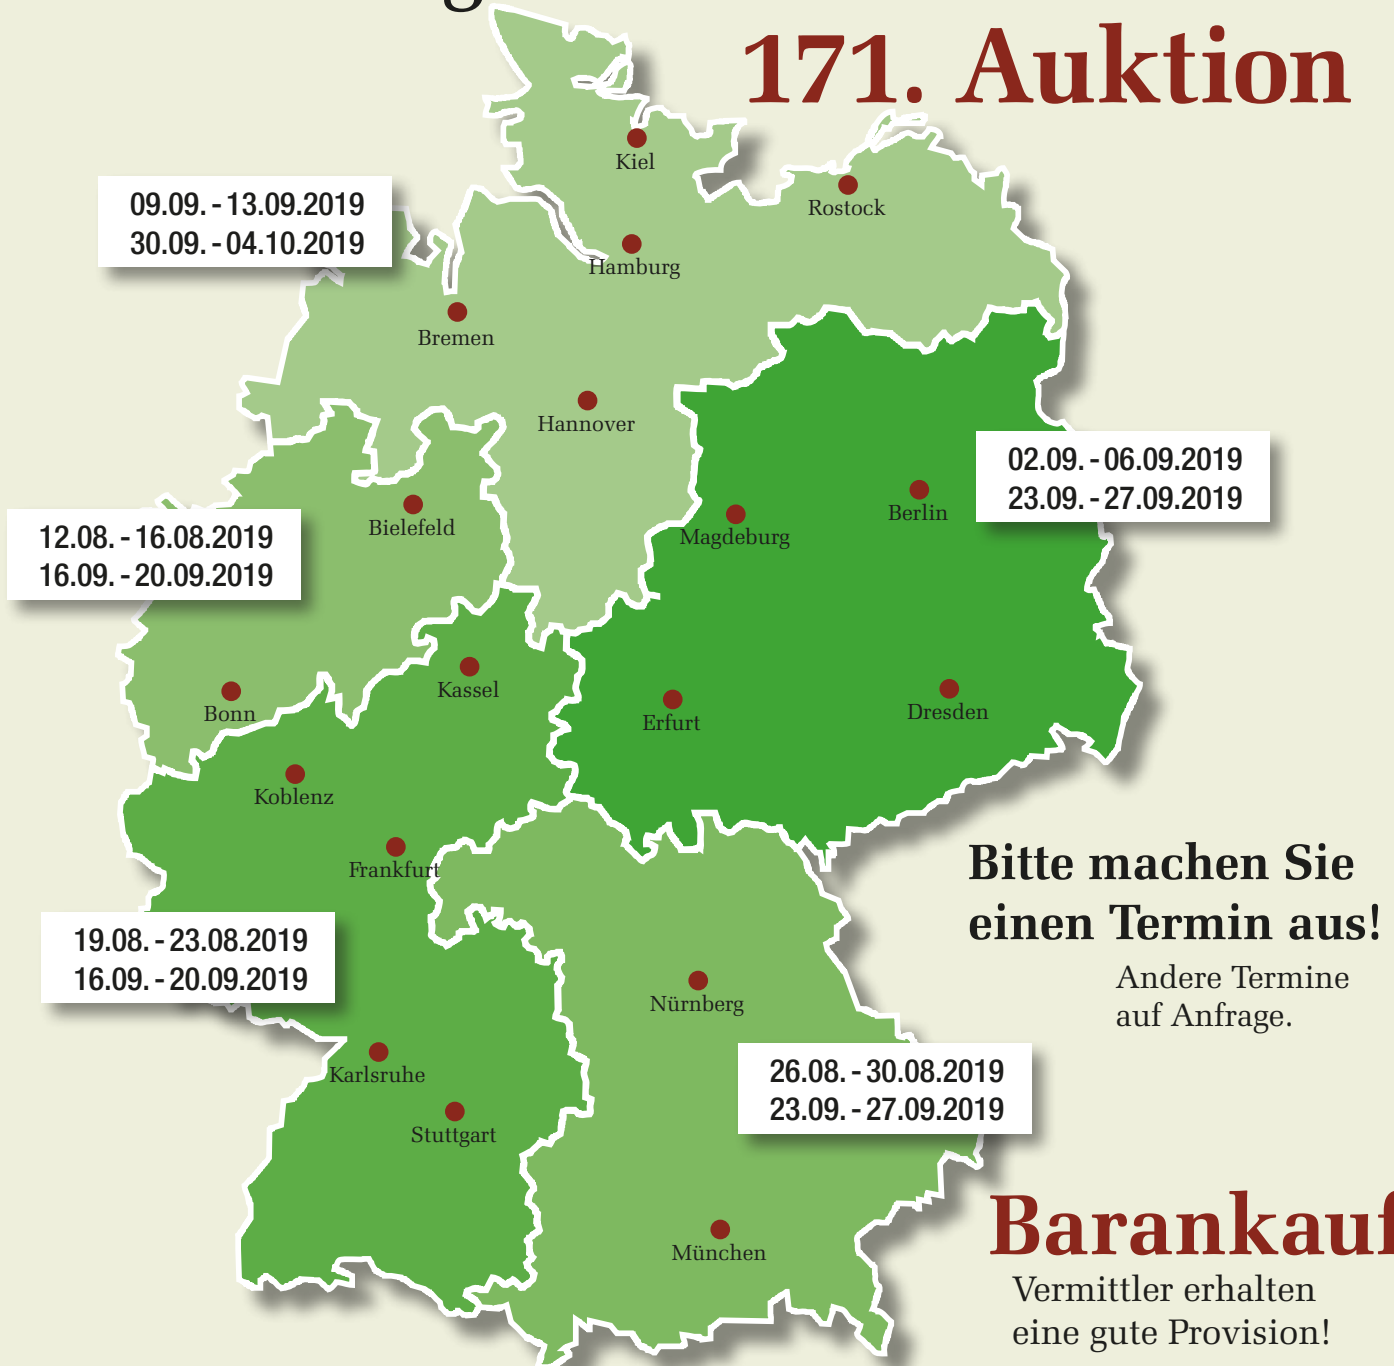 171. Auktion
Kiel
Rostock
09.09. - 13.09.2019
30.09. - 04.10.2019
Hamburg
Bremen
Hannover
02.09. - 06.09.2019
23.09. - 27.09.2019
Berlin
Magdeburg
Bielefeld
12.08. - 16.08.2019
16.09. - 20.09.2019
Kassel
Bonn
Erfurt
Dresden
Koblenz
Frankfurt
Bitte machen Sie
einen Termin aus!
Andere Termine
auf Anfrage.
19.08. - 23.08.2019
16.09. - 20.09.2019
Nürnberg
Karlsruhe
26.08. - 30.08.2019
23.09. - 27.09.2019
Stuttgart
München
Barankauf
Vermittler erhalten
eine gute Provision!